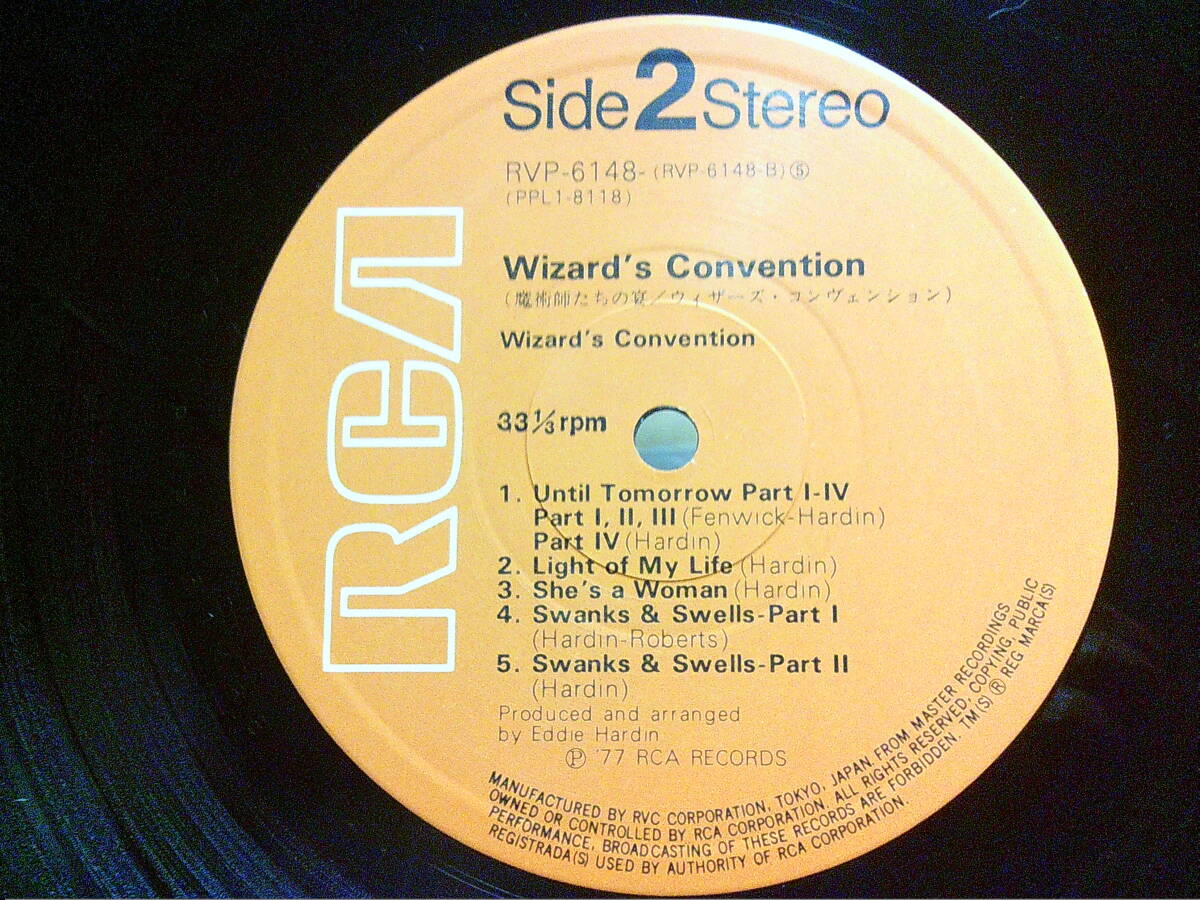 Side 2 Stereo
RVP-6148- (RVP-6148-B) ⑤
(PPL1-8118)
RCA
Wizard's Convention
(魔術師たちの宴/ウィザーズ・コンヴェンション)
Wizard's Convention
33⅓rpm
1. Until Tomorrow Part I-IV
Part I, II, III (Fenwick-Hardin)
Part IV (Hardin)
2. Light of My Life (Hardin)
3. She's a Woman (Hardin)
4. Swanks & Swells-Part I
(Hardin-Roberts)
5. Swanks & Swells-Part II
(Hardin)
Produced and arranged
by Eddie Hardin
Ⓟ '77 RCA RECORDS
MANUFACTURED BY RVC CORPORATION, TOKYO, JAPAN, FROM MASTER RECORDINGS
OWNED OR CONTROLLED BY RCA CORPORATION. ALL RIGHTS RESERVED, COPYING, PUBLIC
PERFORMANCE, BROADCASTING OF THESE RECORDS ARE FORBIDDEN. TM(S) ® REG MARCA(S)
REGISTRADA(S) USED BY AUTHORITY OF RCA CORPORATION.